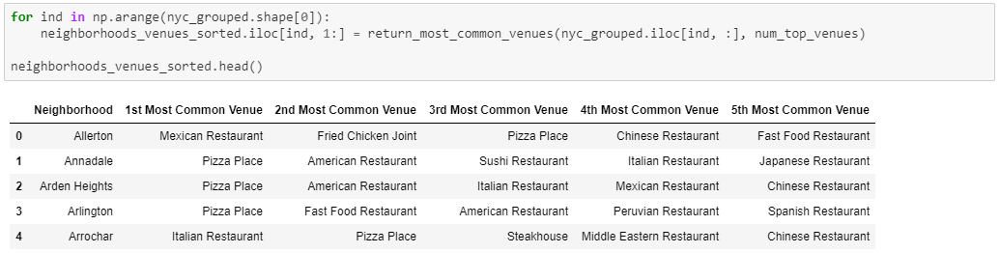 for ind in np.arange(nyc_grouped.shape[0]):
    neighborhoods_venues_sorted.iloc[ind, 1:] = return_most_common_venues(nyc_grouped.iloc[ind, :], num_top_venues)
neighborhoods_venues_sorted.head()
Neighborhood 1st Most Common Venue 2nd Most Common Venue 3rd Most Common Venue 4th Most Common Venue 5th Most Common Venue
0 Allerton Mexican Restaurant Fried Chicken Joint Pizza Place Chinese Restaurant Fast Food Restaurant
1 Annadale Pizza Place American Restaurant Sushi Restaurant Italian Restaurant Japanese Restaurant
2 Arden Heights Pizza Place American Restaurant Italian Restaurant Mexican Restaurant Chinese Restaurant
3 Arlington Pizza Place Fast Food Restaurant American Restaurant Peruvian Restaurant Spanish Restaurant
4 Arrochar Italian Restaurant Pizza Place Steakhouse Middle Eastern Restaurant Chinese Restaurant